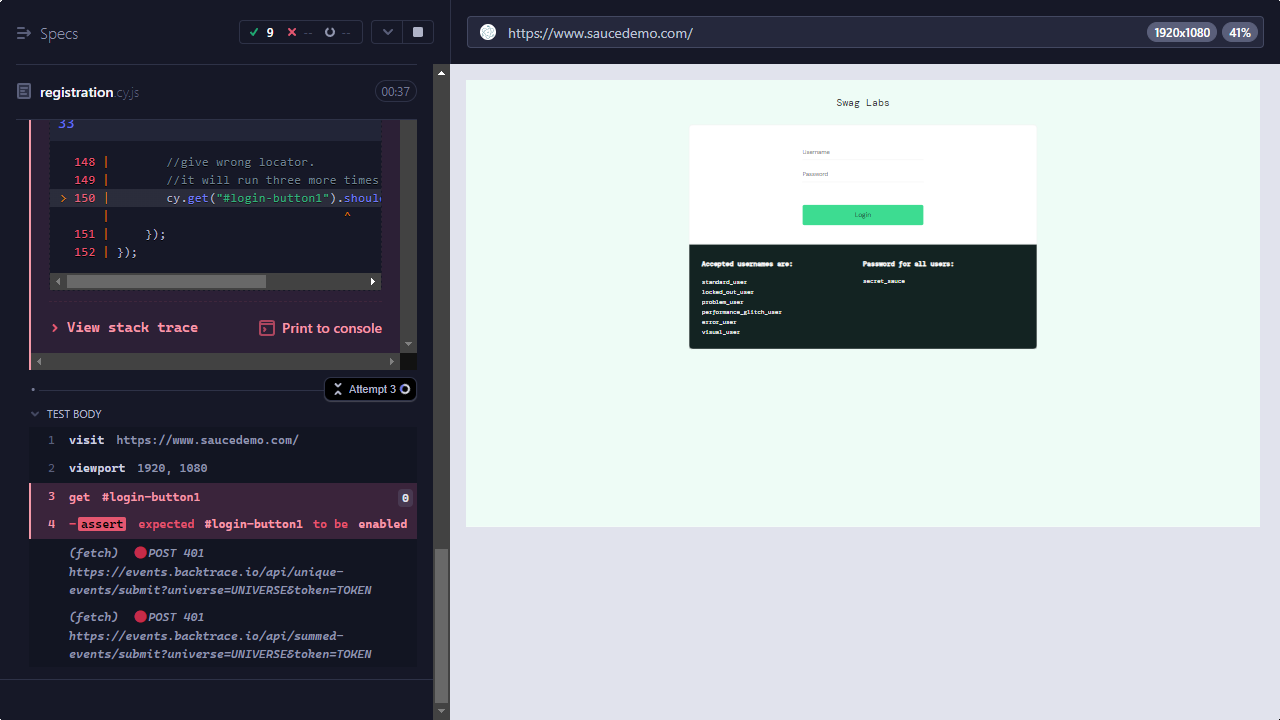 Specs
9 -- --
https://www.saucedemo.com/
1920x1080 41%
registration.cy.js
00:37
33
148 | //give wrong locator.
149 | //it will run three more times
> 150 | cy.get("#login-button1").should
| ^
151 | });
152 | });
> View stack trace
Print to console
Attempt 3
TEST BODY
1 visit https://www.saucedemo.com/
2 viewport 1920, 1080
3 get #login-button1 0
4 -assert expected #login-button1 to be enabled
(fetch) POST 401
https://events.backtrace.io/api/unique-
events/submit?universe=UNIVERSE&token=TOKEN
(fetch) POST 401
https://events.backtrace.io/api/summed-
events/submit?universe=UNIVERSE&token=TOKEN
Swag Labs
Username
Password
Login
Accepted usernames are:
standard_user
locked_out_user
problem_user
performance_glitch_user
error_user
visual_user
Password for all users:
secret_sauce